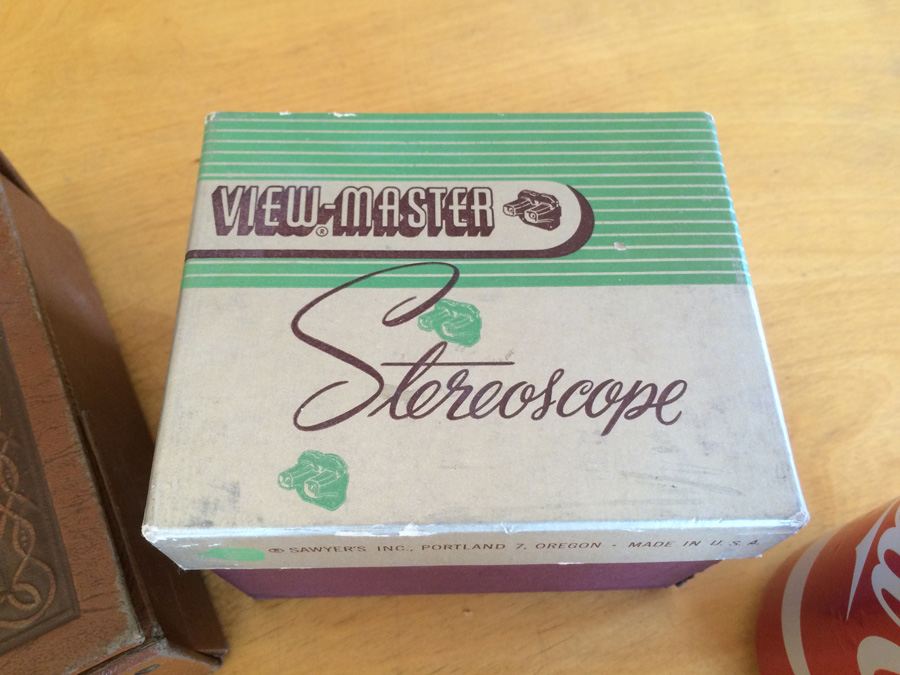 VIEW-MASTER ®
Stereoscope
® SAWYER'S INC., PORTLAND 7, OREGON - MADE IN U. S. A.